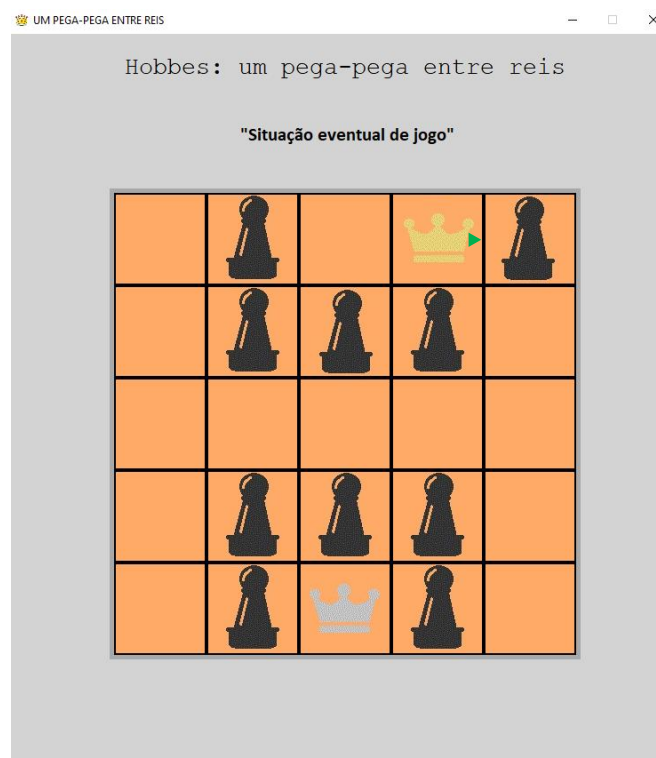 UM PEGA-PEGA ENTRE REIS
Hobbes: um pega-pega entre reis
"Situação eventual de jogo"